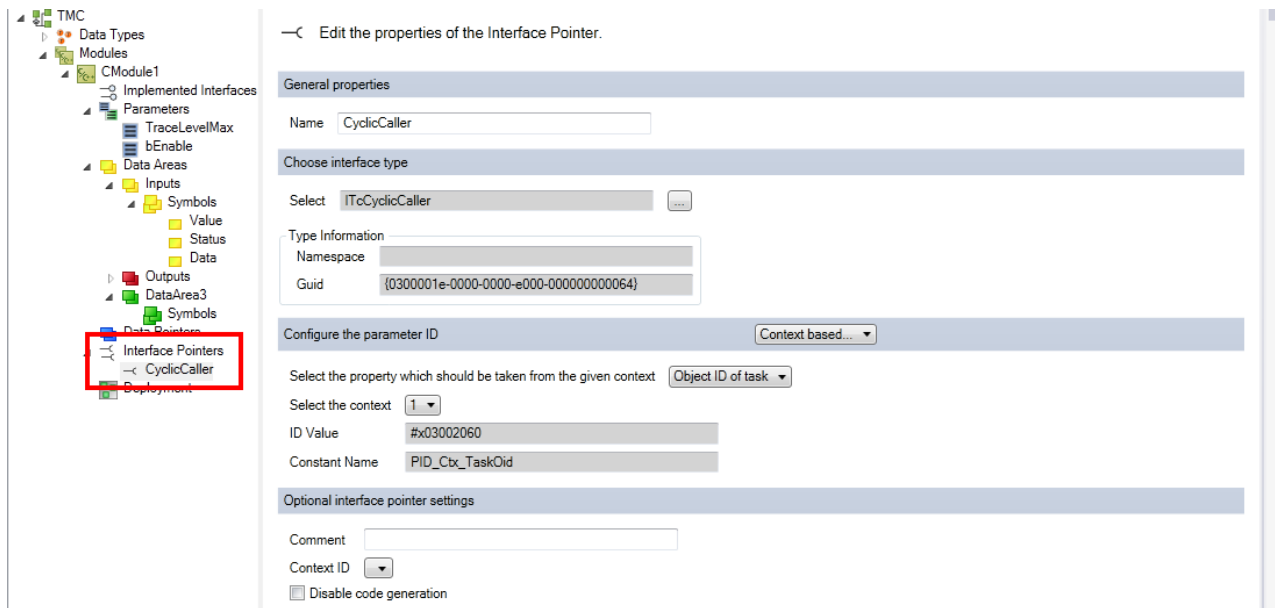 TMC
Data Types
Modules
CModule1
Implemented Interfaces
Parameters
TraceLevelMax
bEnable
Data Areas
Inputs
Symbols
Value
Status
Data
Outputs
DataArea3
Symbols
Data Pointers
Interface Pointers
CyclicCaller
Deployment
Edit the properties of the Interface Pointer.
General properties
Name CyclicCaller
Choose interface type
Select ITcCyclicCaller ...
Type Information
Namespace
Guid {0300001e-0000-0000-e000-000000000064}
Configure the parameter ID Context based...
Select the property which should be taken from the given context Object ID of task
Select the context 1
ID Value #x03002060
Constant Name PID_Ctx_TaskOid
Optional interface pointer settings
Comment
Context ID
Disable code generation